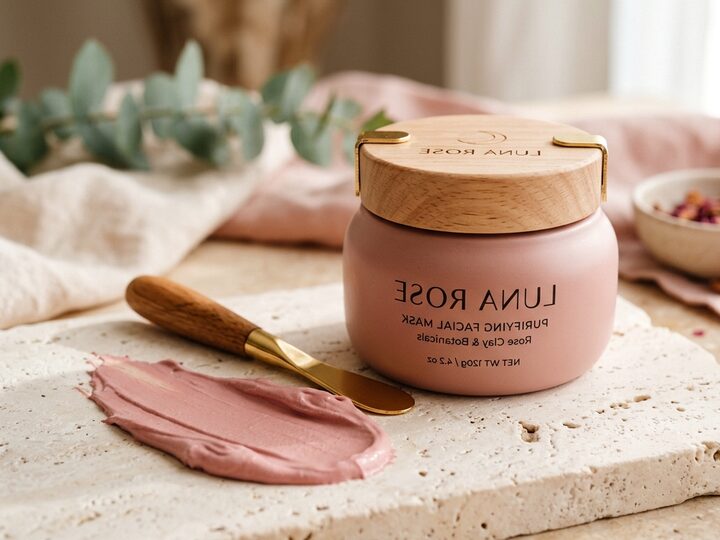 LUNA ROSE
LUNA ROSE
PURIFYING FACIAL MASK
Rose Clay & Botanicals
NET WT 120g / 4.2 oz